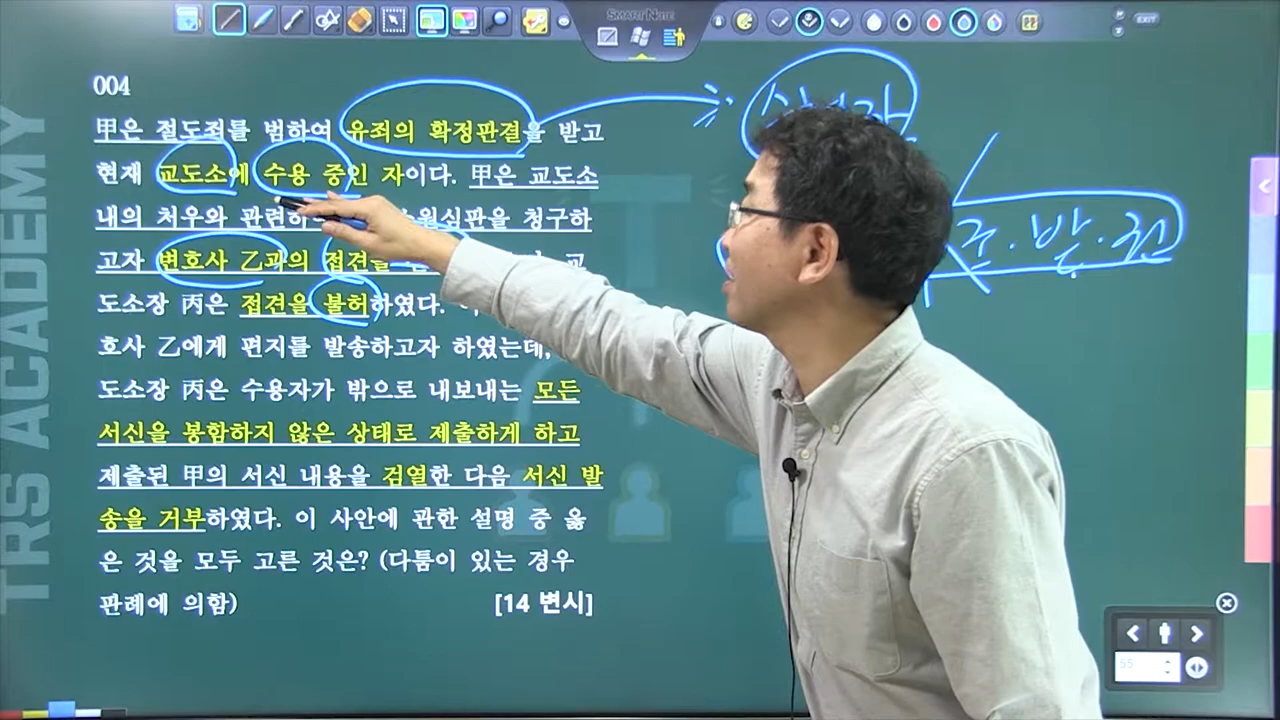 SMARTNOTE
EXIT
TRS ACADEMY
004
甲은 절도죄를 범하여 유죄의 확정판결을 받고
현재 교도소에 수용 중인 자이다. 甲은 교도소
내의 처우와 관련하 청구하
고자 변호사 乙과의 접견을 교
도소장 丙은 접견을 불허하였다.
호사 乙에게 편지를 발송하고자 하였는데,
도소장 丙은 수용자가 밖으로 내보내는 모든
서신을 봉함하지 않은 상태로 제출하게 하고
제출된 甲의 서신 내용을 검열한 다음 서신 발
송을 거부하였다. 이 사안에 관한 설명 중 옳
은 것을 모두 고른 것은? (다툼이 있는 경우
판례에 의함) [14 변시]
55